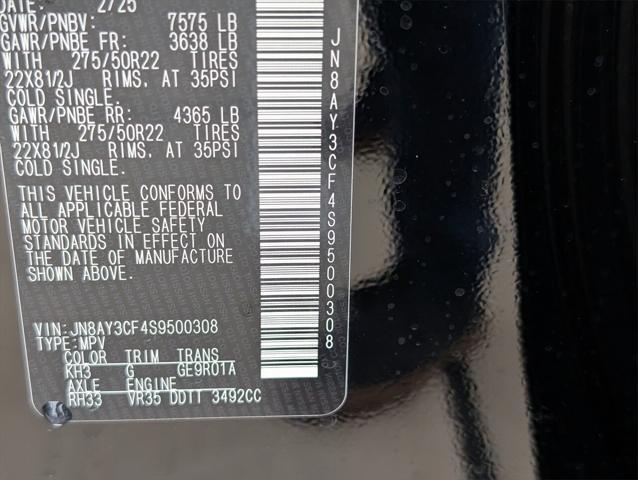 DATE: 2/25
GVWR/PNBV: 7575 LB
GAWR/PNBE FR: 3638 LB
WITH 275/50R22 TIRES
22X81/2J RIMS, AT 35PSI
COLD SINGLE.
GAWR/PNBE RR: 4365 LB
WITH 275/50R22 TIRES
22X81/2J RIMS, AT 35PSI
COLD SINGLE.
THIS VEHICLE CONFORMS TO
ALL APPLICABLE FEDERAL
MOTOR VEHICLE SAFETY
STANDARDS IN EFFECT ON
THE DATE OF MANUFACTURE
SHOWN ABOVE.
VIN:JN8AY3CF4S9500308
TYPE:MPV
COLOR TRIM TRANS
KH3 G GE9R01A
AXLE ENGINE
RH33 VR35 DDTT 3492CC
JN8AY3CF4S9500308